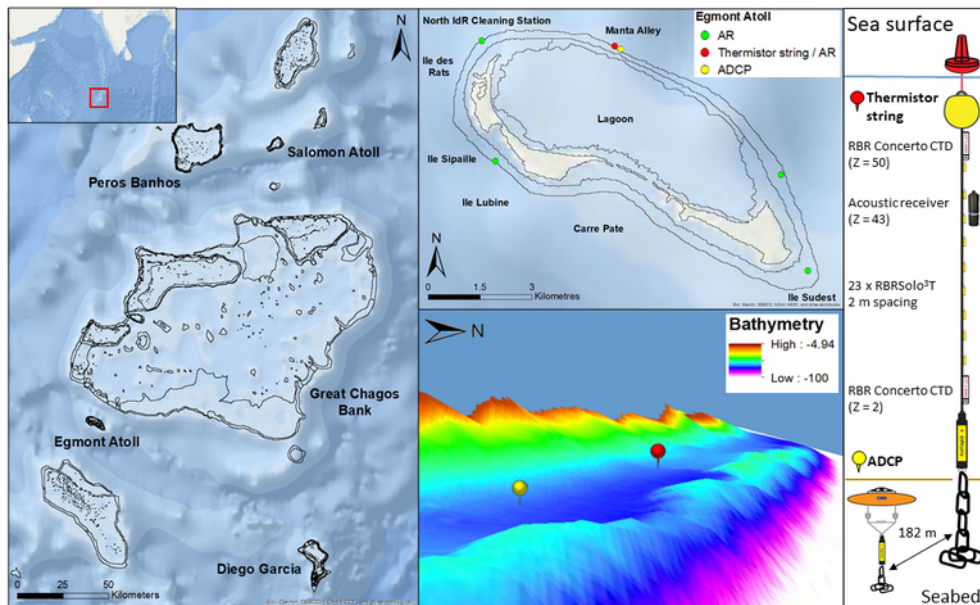 N
Salomon Atoll
Peros Banhos
Great Chagos
Bank
Egmont Atoll
Diego Garcia
0 25 50
Kilometers
North IdR Cleaning Station
Manta Alley
Ile des
Rats
Lagoon
Ile Sipaille
Ile Lubine
Carre Pate
Ile Sudest
N
0 1.5 3
Kilometres
Egmont Atoll
AR
Thermistor string / AR
ADCP
N
Bathymetry
High : -4.94
Low : -100
Sea surface
Thermistor
string
RBR Concerto CTD
(Z = 50)
Acoustic receiver
(Z = 43)
23 x RBRSolo³T
2 m spacing
RBR Concerto CTD
(Z = 2)
ADCP
182 m
Seabed